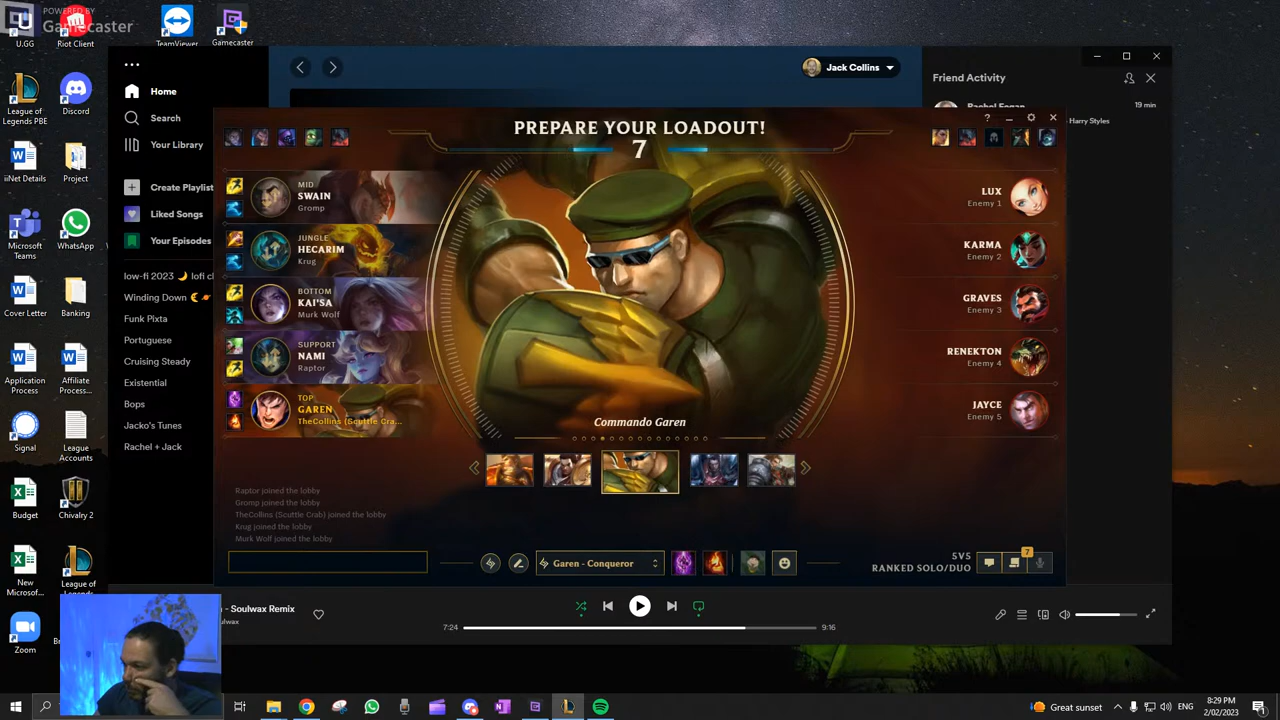 POWERED BY
Gamecaster
U.GG
Riot Client
TeamViewer
Gamecaster
League of
Legends PBE
Discord
iiNet Details
Project
Microsoft
Teams
WhatsApp
Cover Letter
Banking
Application
Process
Affiliate
Process ...
Signal
League
Accounts
Budget
Chivalry 2
New
Microsof...
League of
Legends
Zoom
Home
Search
Your Library
Create Playlist
Liked Songs
Your Episodes
low-fi 2023 🌙 lofi cl
Winding Down
Funk Pixta
Portuguese
Cruising Steady
Existential
Bops
Jacko's Tunes
Rachel + Jack
Jack Collins
Friend Activity
Rachel Fegan
19 min
Harry Styles
PREPARE YOUR LOADOUT!
7
MID
SWAIN
Gromp
JUNGLE
HECARIM
Krug
BOTTOM
KAI'SA
Murk Wolf
SUPPORT
NAMI
Raptor
TOP
GAREN
TheCollins (Scuttle Cra...
LUX
Enemy 1
KARMA
Enemy 2
GRAVES
Enemy 3
RENEKTON
Enemy 4
JAYCE
Enemy 5
Commando Garen
Raptor joined the lobby
Gromp joined the lobby
TheCollins (Scuttle Crab) joined the lobby
Krug joined the lobby
Murk Wolf joined the lobby
Garen - Conqueror
5V5
RANKED SOLO/DUO
7
- Soulwax Remix
ulwax
7:24
9:16
Great sunset
ENG
8:29 PM
2/02/2023
1